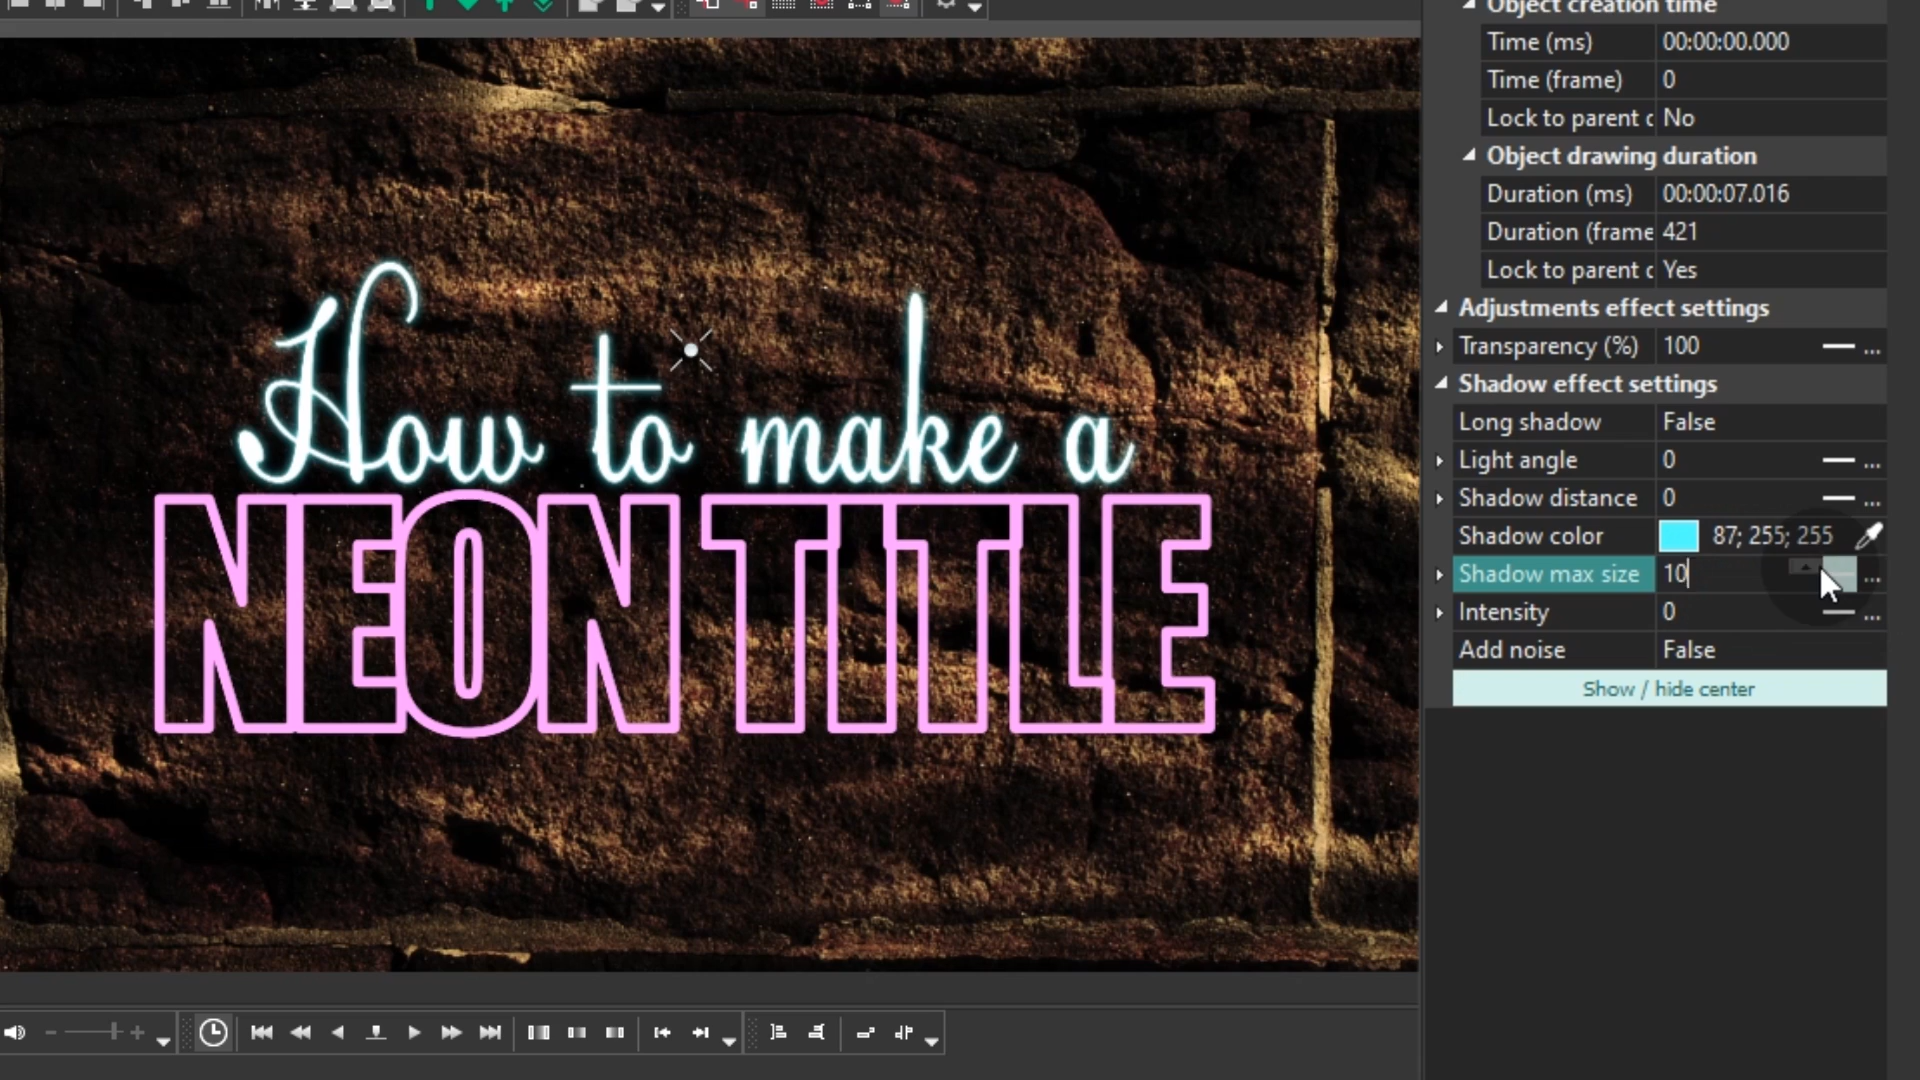 Object creation time
Time (ms) 00:00:00.000
Time (frame) 0
Lock to parent c No
Object drawing duration
Duration (ms) 00:00:07.016
Duration (frame 421
Lock to parent c Yes
Adjustments effect settings
Transparency (%) 100 ...
Shadow effect settings
Long shadow False
Light angle 0 ...
Shadow distance 0 ...
Shadow color 87; 255; 255
Shadow max size 10 ...
Intensity 0 ...
Add noise False
Show / hide center
How to make a
NEON TITLE